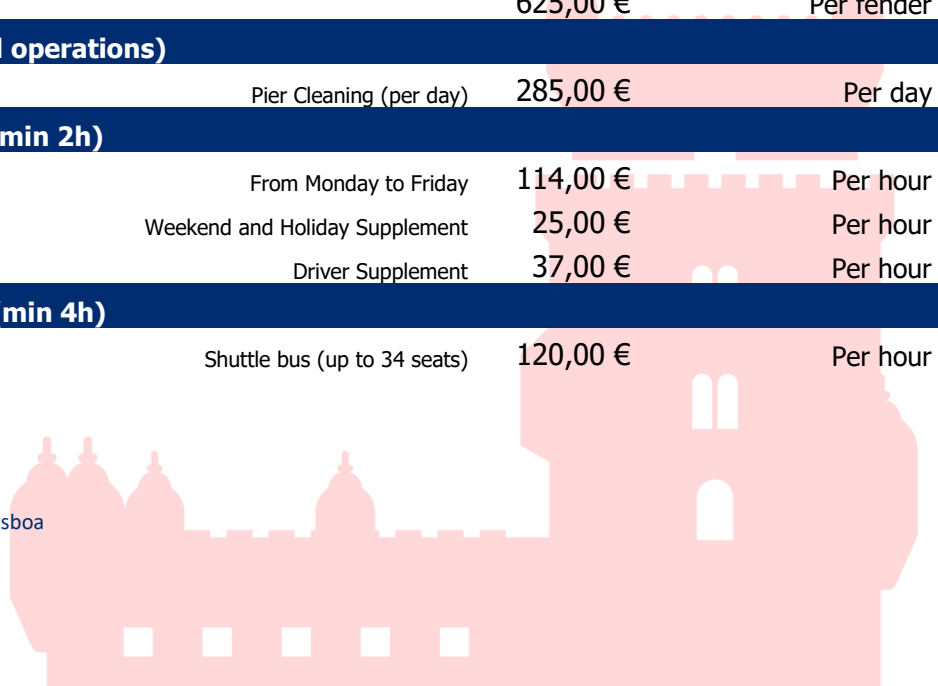 625,00 € Per fender
operations)
Pier Cleaning (per day) 285,00 € Per day
min 2h)
From Monday to Friday 114,00 € Per hour
Weekend and Holiday Supplement 25,00 € Per hour
Driver Supplement 37,00 € Per hour
(min 4h)
Shuttle bus (up to 34 seats) 120,00 € Per hour
sboa